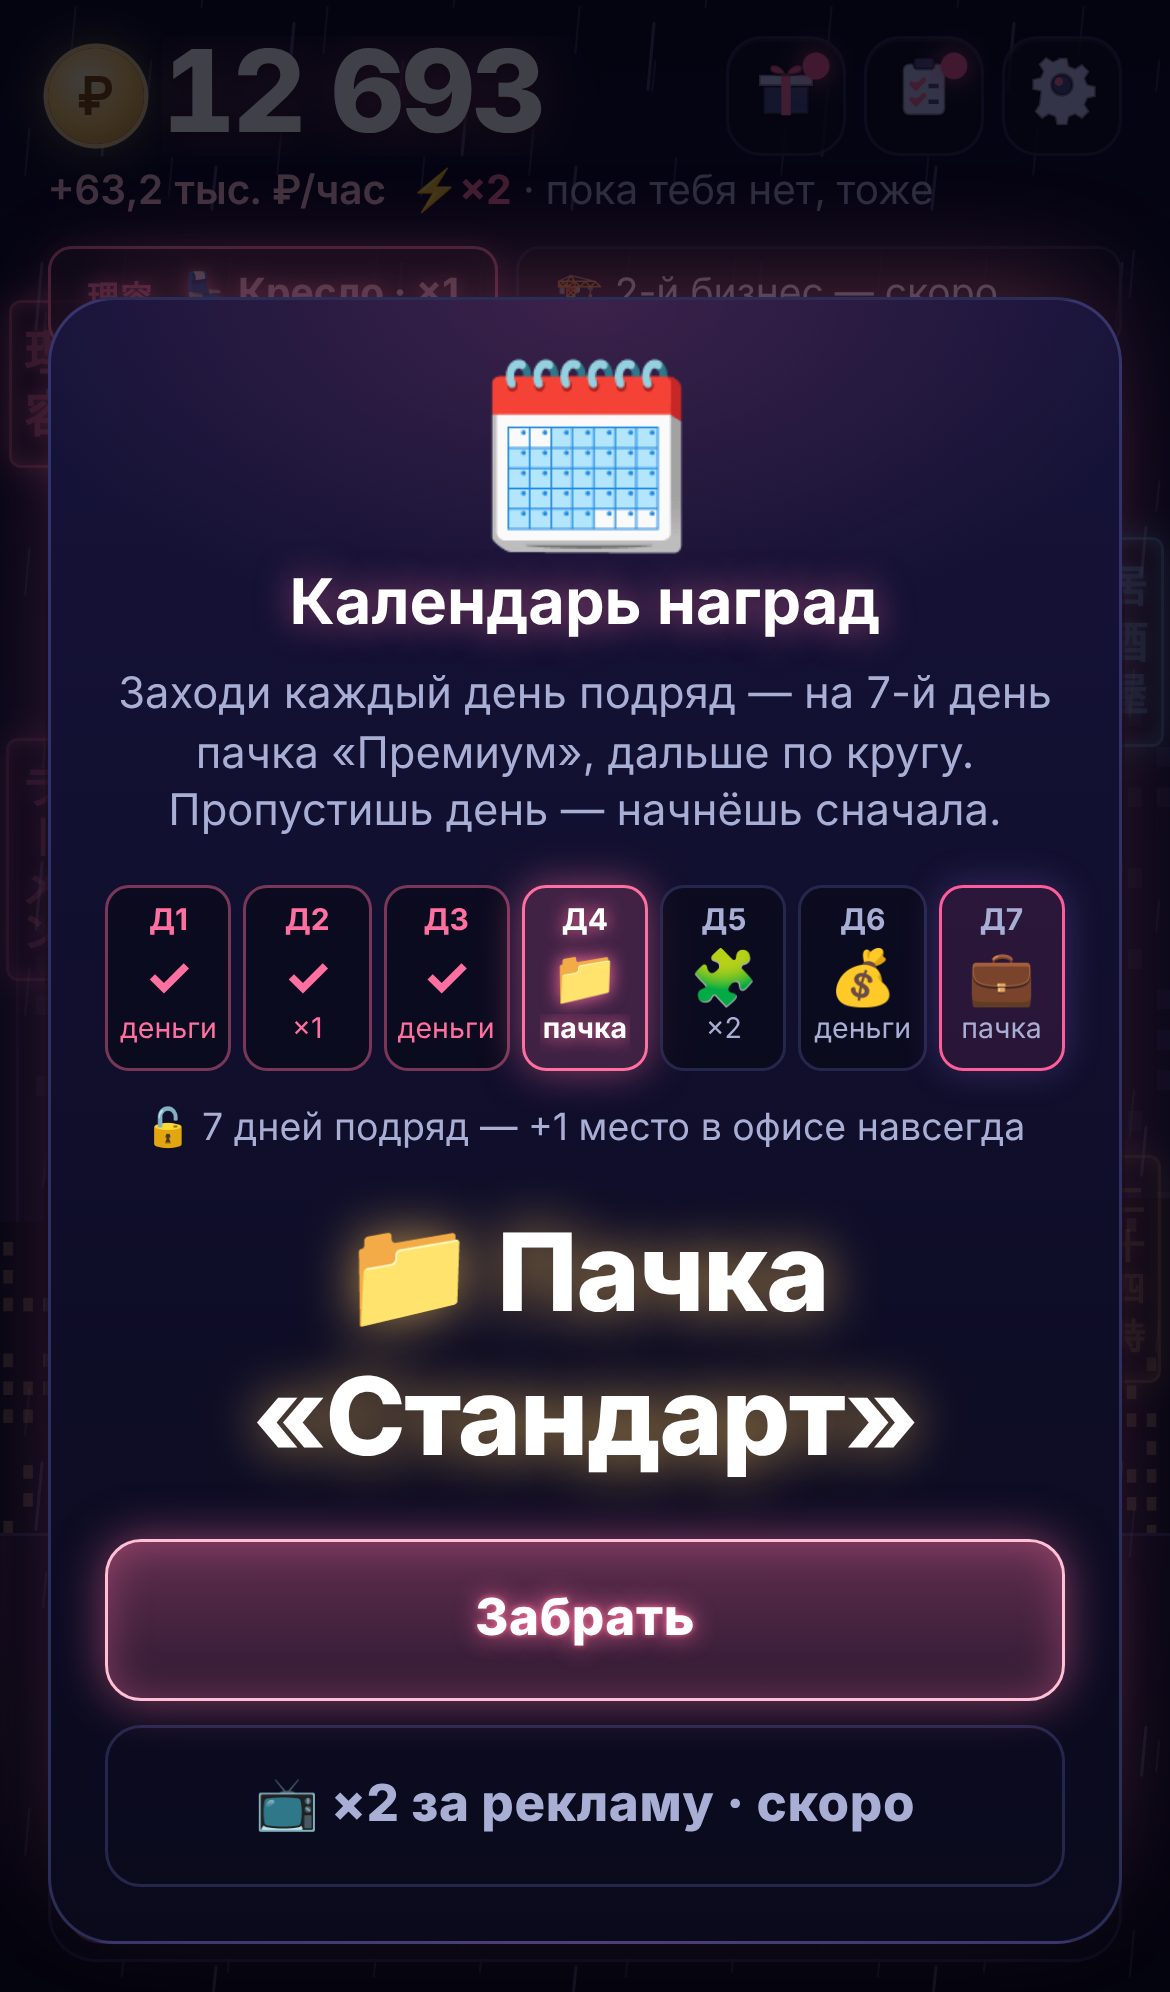 ₽ 12 693
+63,2 тыс. ₽/час ⚡×2 · пока тебя нет, тоже
理容 Кресло · ×1
2-й бизнес — скоро
Календарь наград
Заходи каждый день подряд — на 7-й день
пачка «Премиум», дальше по кругу.
Пропустишь день — начнёшь сначала.
Д1 Д2 Д3 Д4 Д5 Д6 Д7
деньги ×1 деньги пачка ×2 деньги пачка
🔓 7 дней подряд — +1 место в офисе навсегда
📁 Пачка
«Стандарт»
Забрать
📺 ×2 за рекламу · скоро